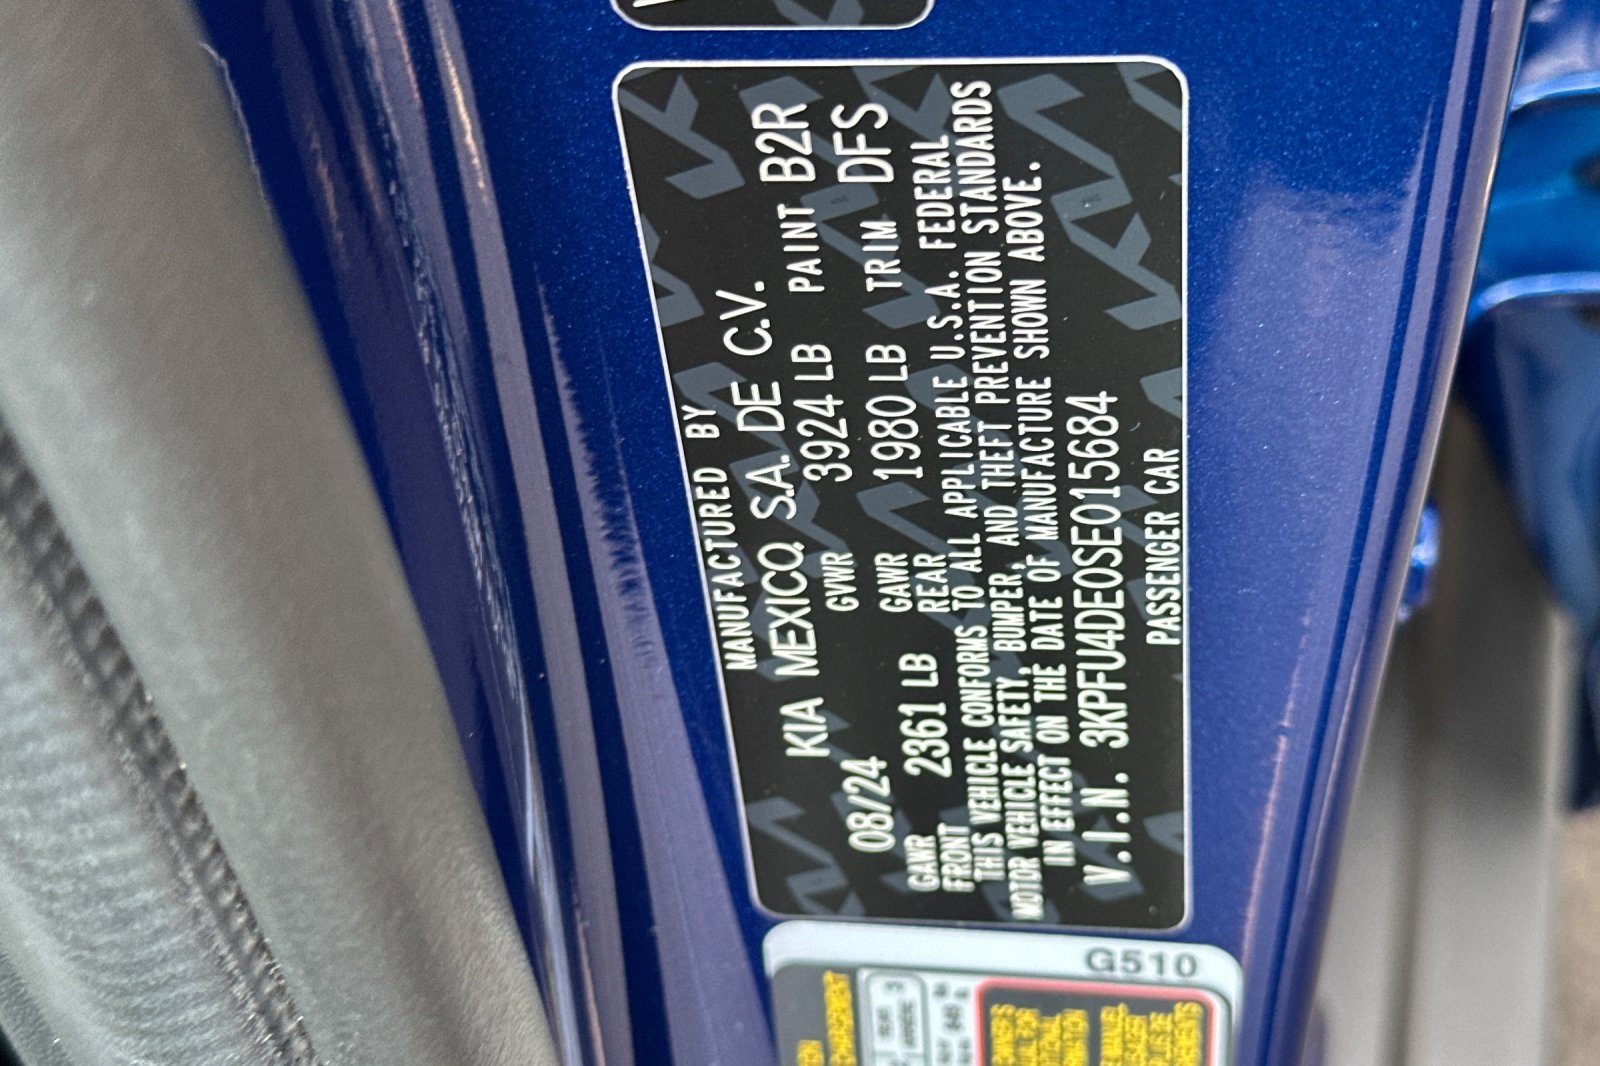 MANUFACTURED BY
KIA MEXICO, S.A. DE C.V.
08/24 GVWR 3924 LB PAINT B2R
GAWR FRONT 2361 LB GAWR REAR 1980 LB TRIM DFS
THIS VEHICLE CONFORMS TO ALL APPLICABLE U.S.A. FEDERAL
MOTOR VEHICLE SAFETY, BUMPER, AND THEFT PREVENTION STANDARDS
IN EFFECT ON THE DATE OF MANUFACTURE SHOWN ABOVE.
V.I.N. 3KPFU4DE0SE015684
PASSENGER CAR
G510